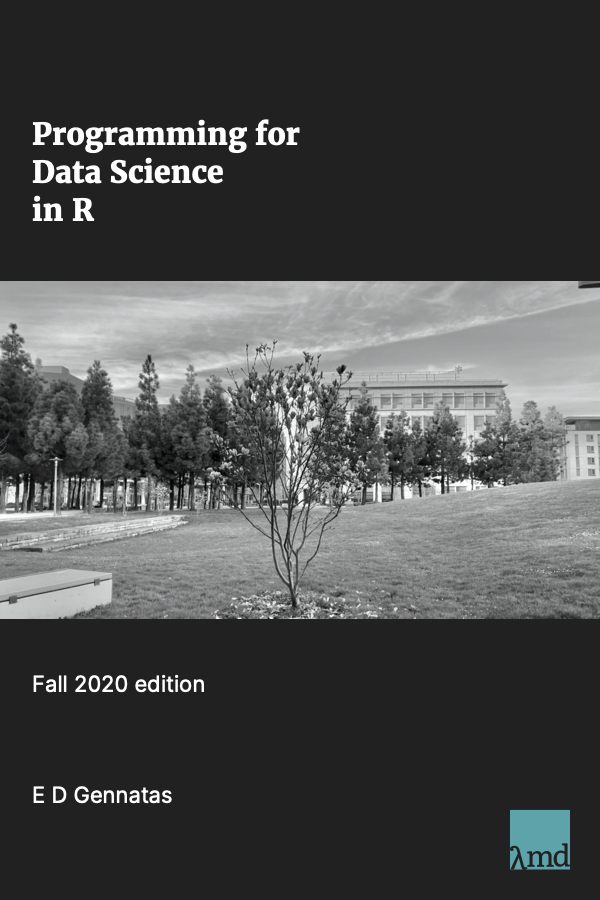 Programming for
Data Science
in R
Fall 2020 edition
E D Gennatas
λmd